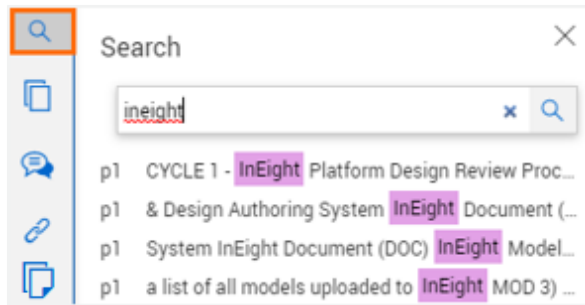 Search
ineight
p1 CYCLE 1 - InEight Platform Design Review Proc...
p1 & Design Authoring System InEight Document (...
p1 System InEight Document (DOC) InEight Model...
p1 a list of all models uploaded to InEight MOD 3) ...